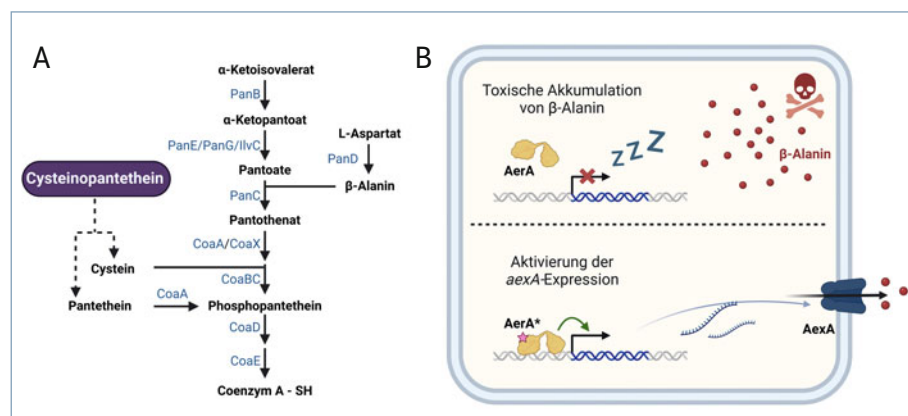 A
α-Ketoisovalerat
PanB
α-Ketopantoat
PanE/PanG/IlvC
L-Aspartat
PanD
Pantoate
β-Alanin
Cysteinopantethein
PanC
Pantothenat
CoaA/CoaX
Cystein
CoaBC
Pantethein
CoaA
Phosphopantethein
CoaD
CoaE
Coenzym A - SH
B
Toxische Akkumulation
von β-Alanin
AerA
z z z
β-Alanin
Aktivierung der
aexA-Expression
AerA*
AexA